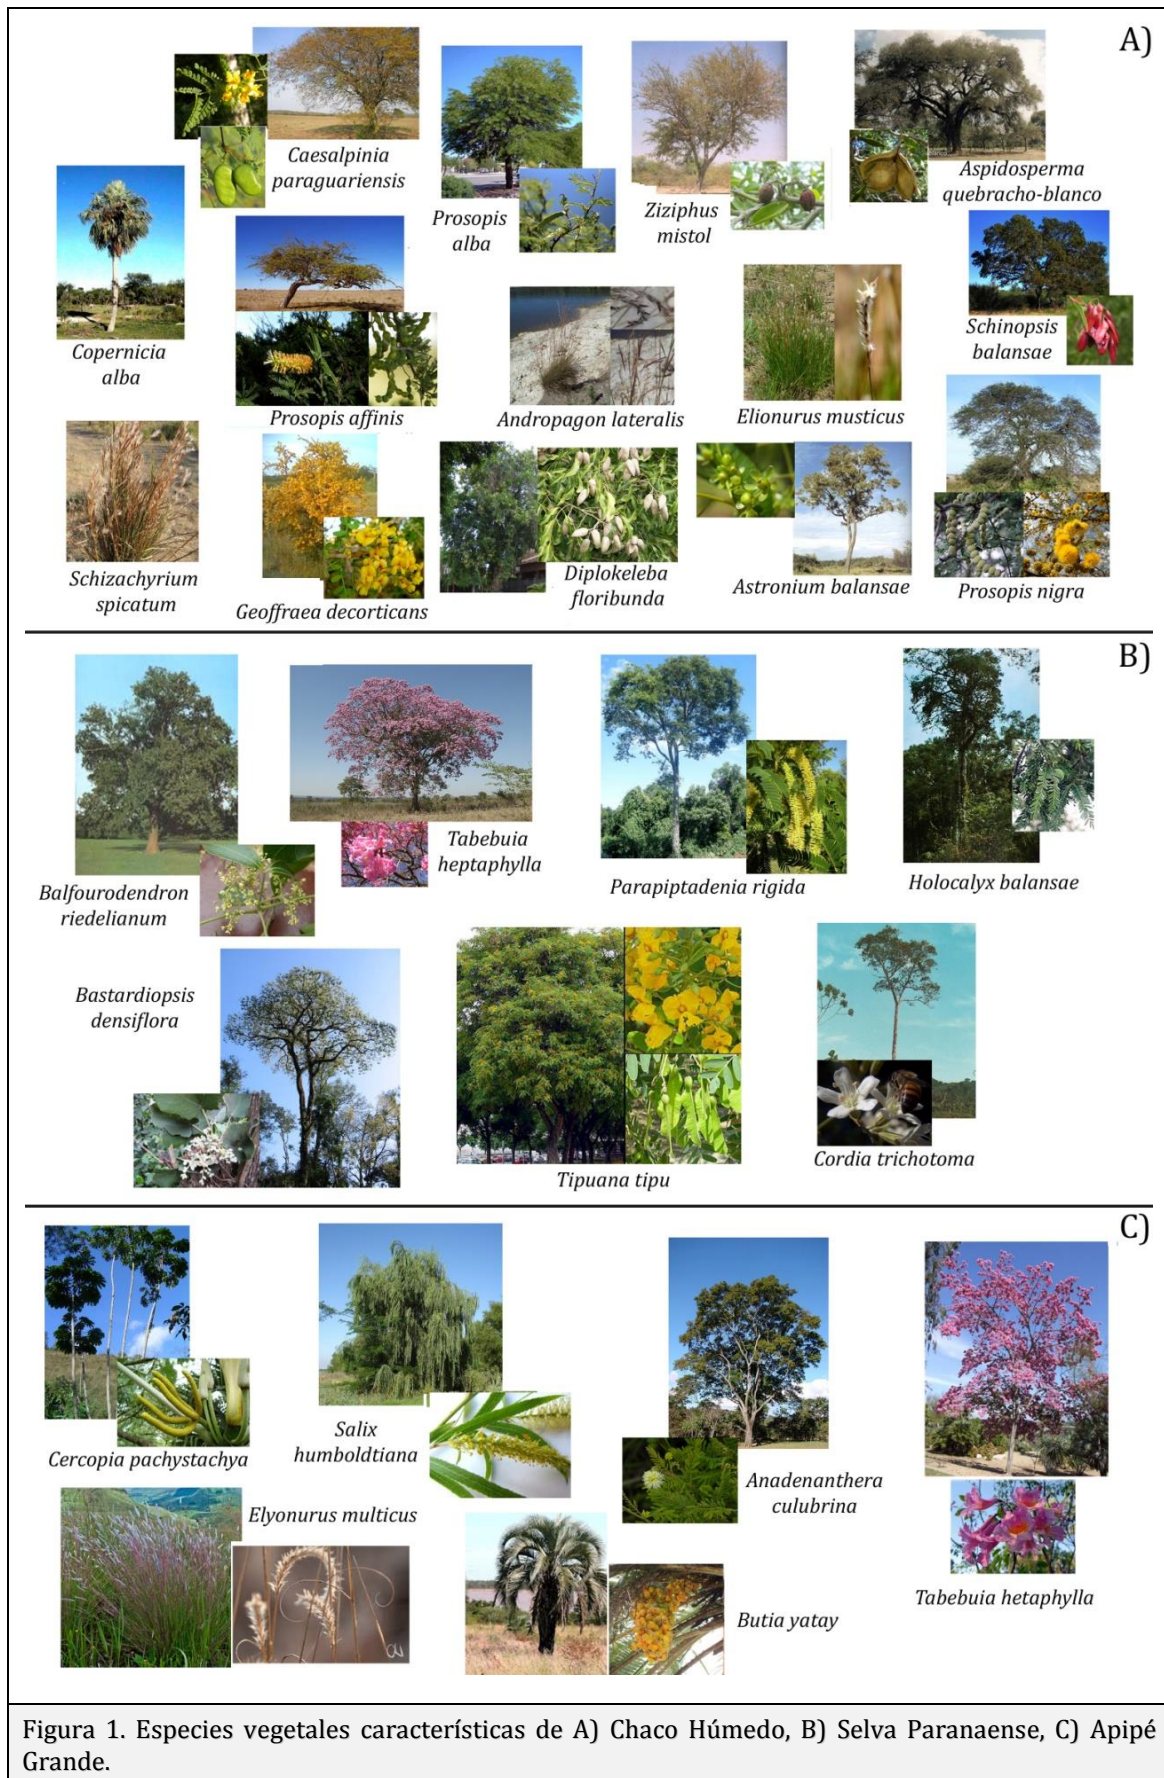 A)
Caesalpinia
paraguariensis
Prosopis
alba
Ziziphus
mistol
Aspidosperma
quebracho-blanco
Copernicia
alba
Prosopis affinis
Andropagon lateralis
Elionurus musticus
Schinopsis
balansae
Schizachyrium
spicatum
Geoffraea decorticans
Diplokeleba
floribunda
Astronium balansae
Prosopis nigra
B)
Balfourodendron
riedelianum
Tabebuia
heptaphylla
Parapiptadenia rigida
Holocalyx balansae
Bastardiopsis
densiflora
Tipuana tipu
Cordia trichotoma
C)
Cercopia pachystachya
Salix
humboldtiana
Anadenanthera
culubrina
Tabebuia hetaphylla
Elyonurus multicus
Butia yatay
Figura 1. Especies vegetales características de A) Chaco Húmedo, B) Selva Paranaense, C) Apipé
Grande.